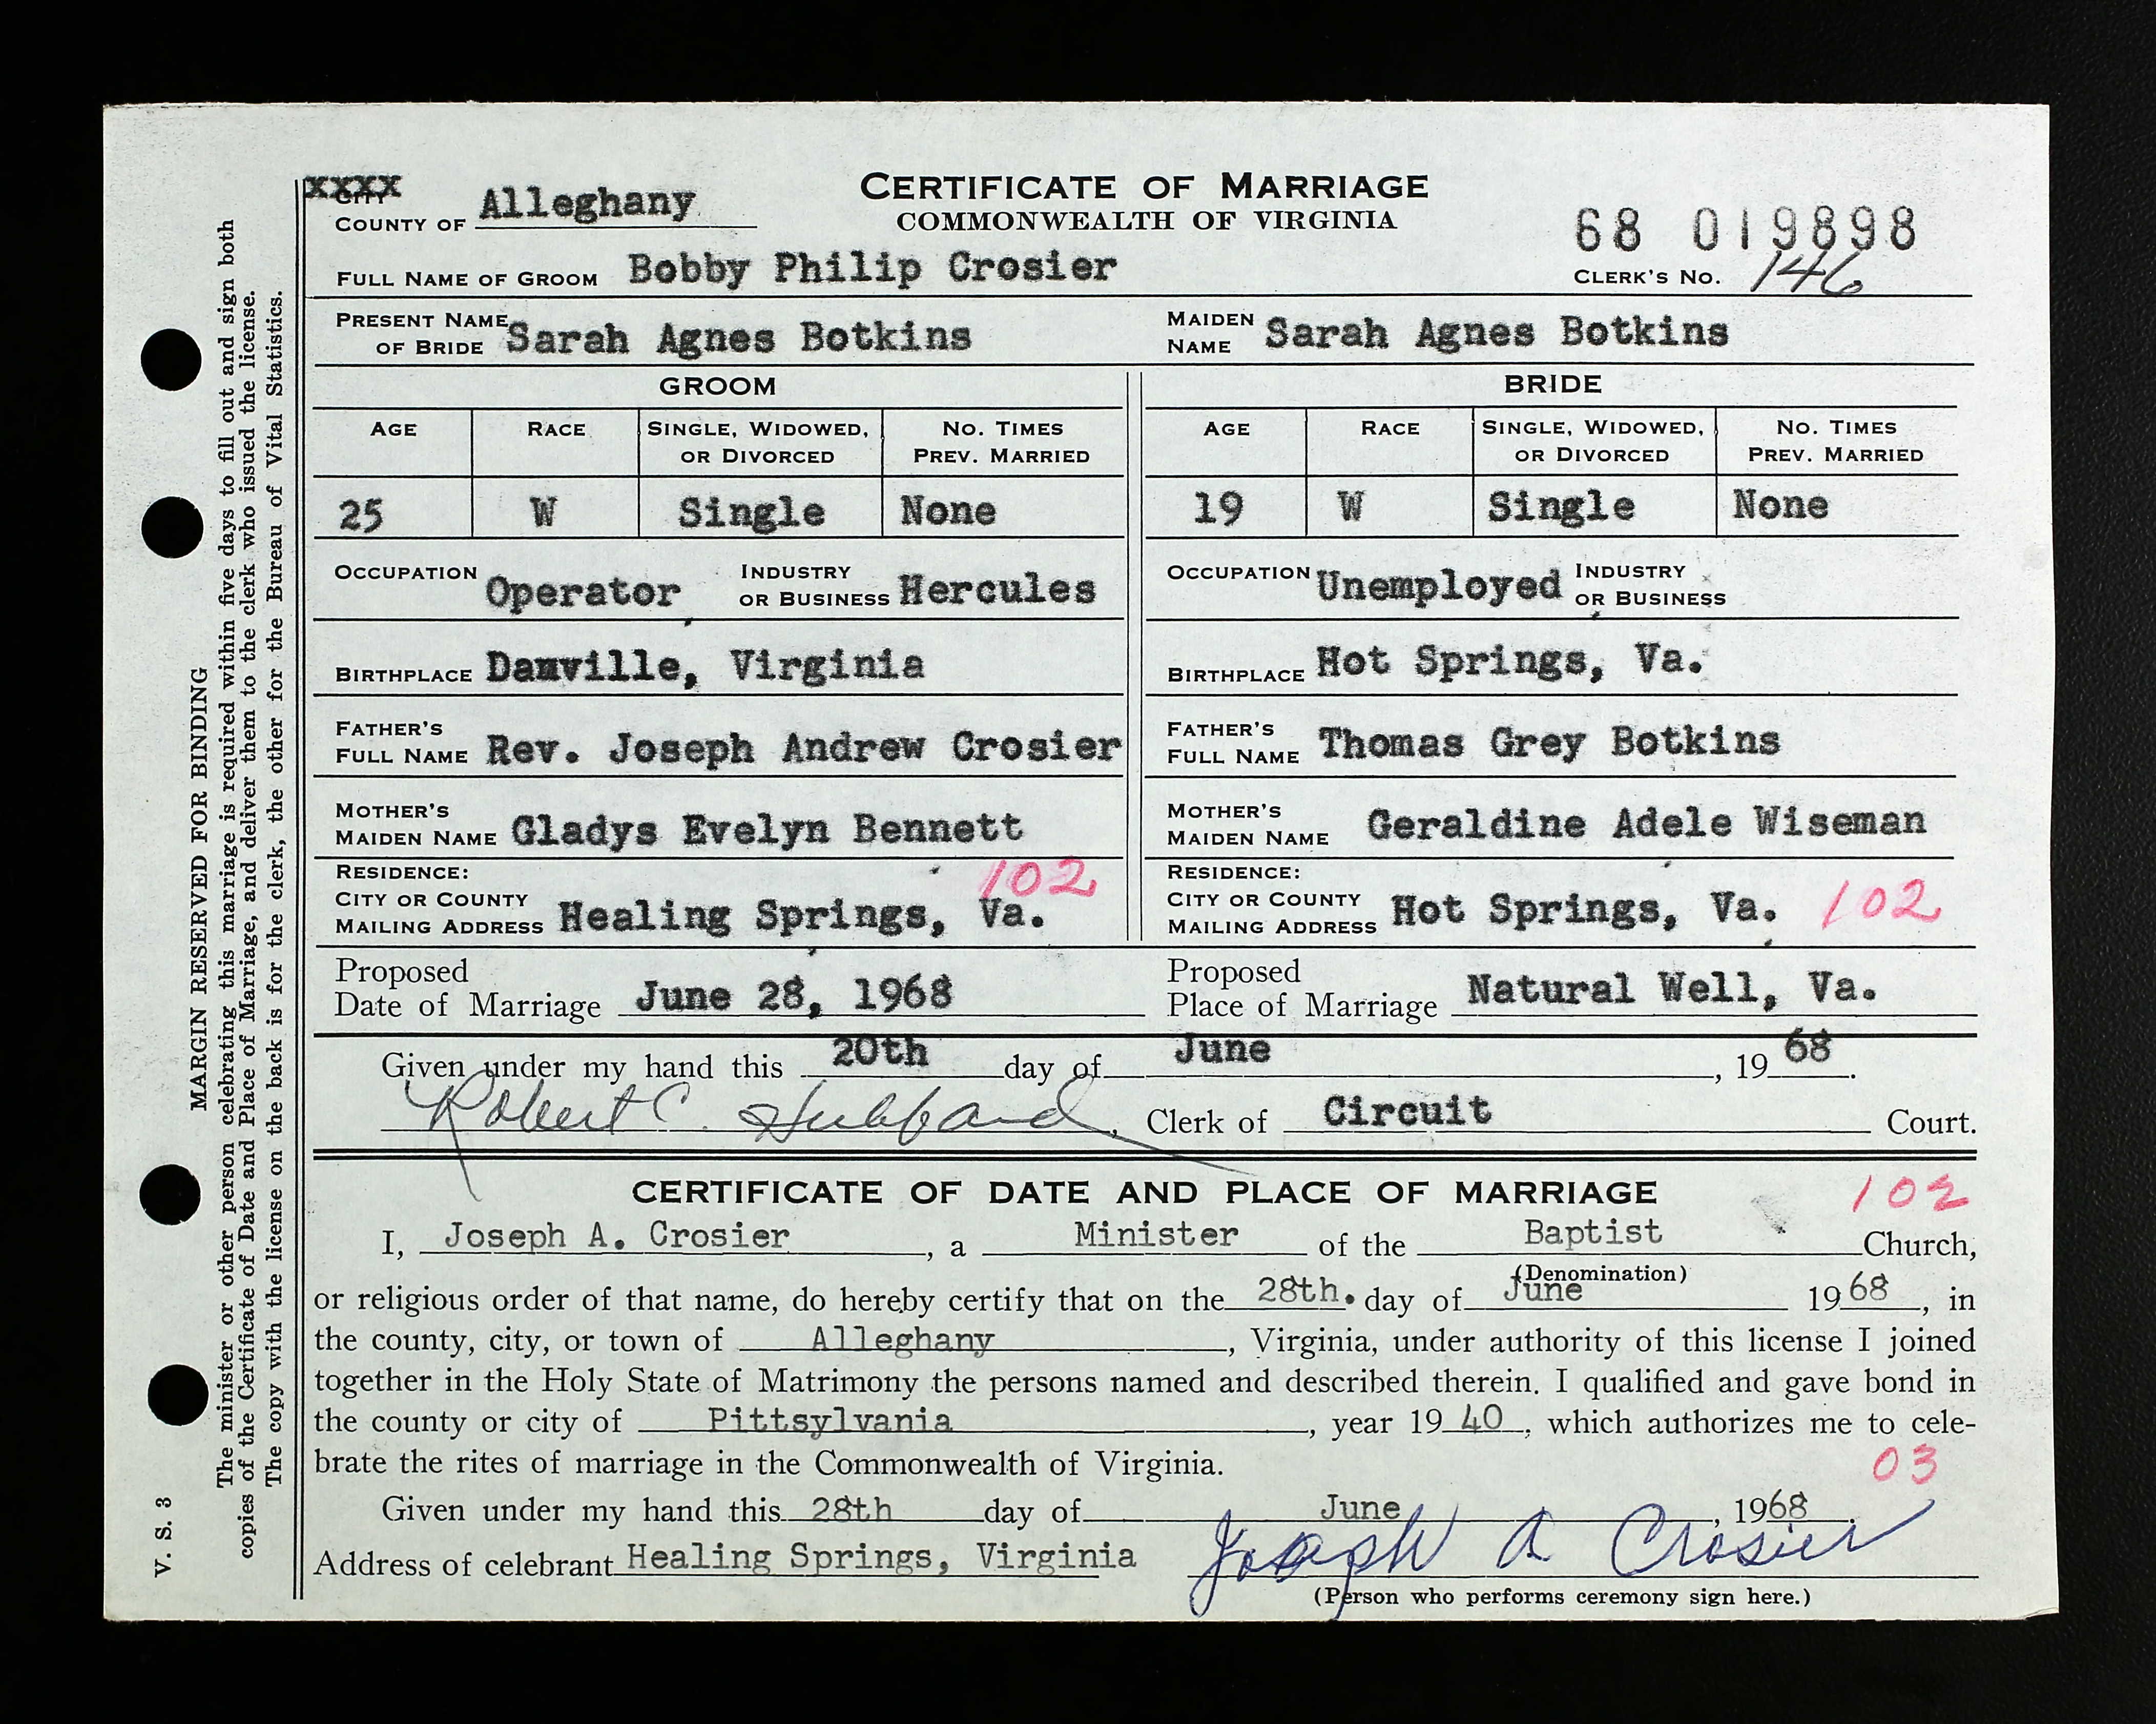 XXXX
CITY
COUNTY OF Alleghany
CERTIFICATE OF MARRIAGE
COMMONWEALTH OF VIRGINIA
68 019898
CLERK'S NO. 146
FULL NAME OF GROOM Bobby Philip Crosier
PRESENT NAME OF BRIDE Sarah Agnes Botkins MAIDEN NAME Sarah Agnes Botkins
GROOM BRIDE
AGE RACE SINGLE, WIDOWED, OR DIVORCED NO. TIMES PREV. MARRIED AGE RACE SINGLE, WIDOWED, OR DIVORCED NO. TIMES PREV. MARRIED
25 W Single None 19 W Single None
OCCUPATION Operator INDUSTRY OR BUSINESS Hercules OCCUPATION Unemployed INDUSTRY OR BUSINESS
BIRTHPLACE Danville, Virginia BIRTHPLACE Hot Springs, Va.
FATHER'S FULL NAME Rev. Joseph Andrew Crosier FATHER'S FULL NAME Thomas Grey Botkins
MOTHER'S MAIDEN NAME Gladys Evelyn Bennett MOTHER'S MAIDEN NAME Geraldine Adele Wiseman
RESIDENCE: CITY OR COUNTY MAILING ADDRESS Healing Springs, Va. 102 RESIDENCE: CITY OR COUNTY MAILING ADDRESS Hot Springs, Va. 102
Proposed Date of Marriage June 28, 1968 Proposed Place of Marriage Natural Well, Va.
Given under my hand this 20th day of June, 1968.
Robert C. Hubbard, Clerk of Circuit Court.
CERTIFICATE OF DATE AND PLACE OF MARRIAGE 102
I, Joseph A. Crosier, a Minister of the Baptist Church,
(Denomination)
or religious order of that name, do hereby certify that on the 28th. day of June 1968, in
the county, city, or town of Alleghany, Virginia, under authority of this license I joined
together in the Holy State of Matrimony the persons named and described therein. I qualified and gave bond in
the county or city of Pittsylvania, year 1940, which authorizes me to cele-
brate the rites of marriage in the Commonwealth of Virginia.
03
Given under my hand this 28th day of June, 1968.
Address of celebrant Healing Springs, Virginia Joseph A Crosier
(Person who performs ceremony sign here.)
V. S. 3
MARGIN RESERVED FOR BINDING
The minister or other person celebrating this marriage is required within five days to fill out and sign both
copies of the Certificate of Date and Place of Marriage, and deliver them to the clerk who issued the license.
The copy with the license on the back is for the clerk, the other for the Bureau of Vital Statistics.